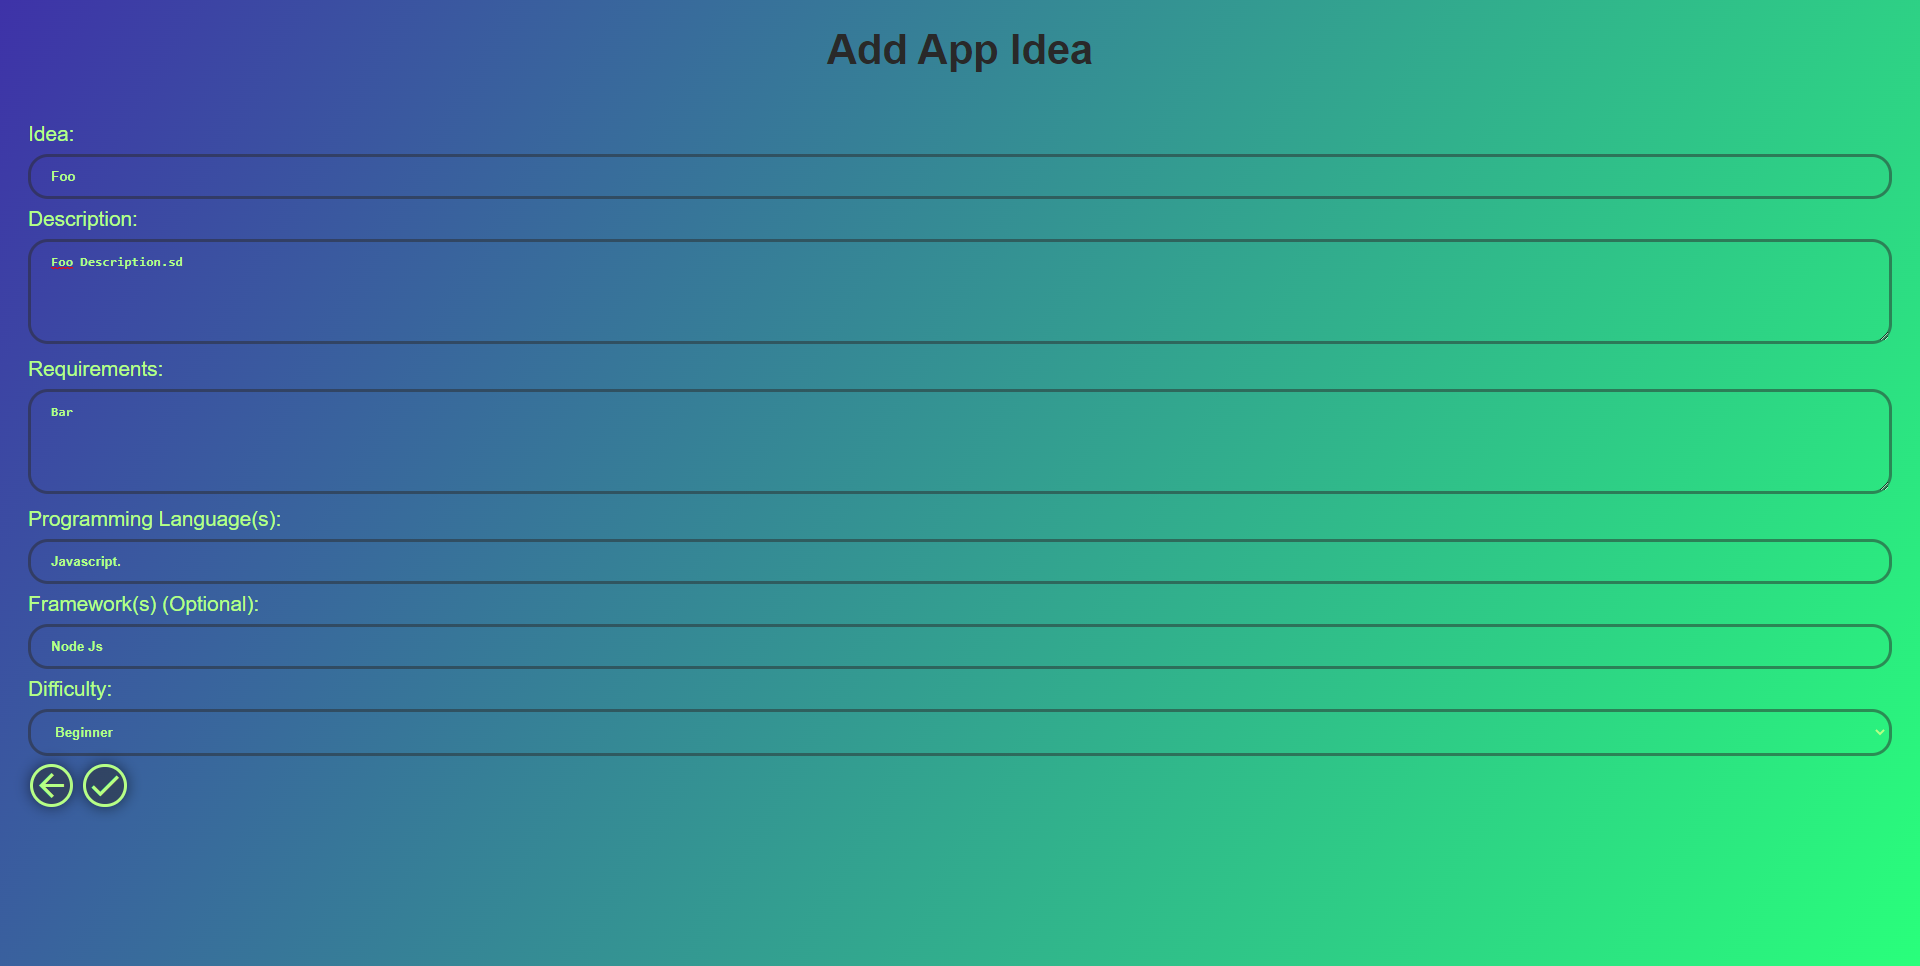 Add App Idea
Idea:
Foo
Description:
Foo Description.sd
Requirements:
Bar
Programming Language(s):
Javascript.
Framework(s) (Optional):
Node Js
Difficulty:
Beginner